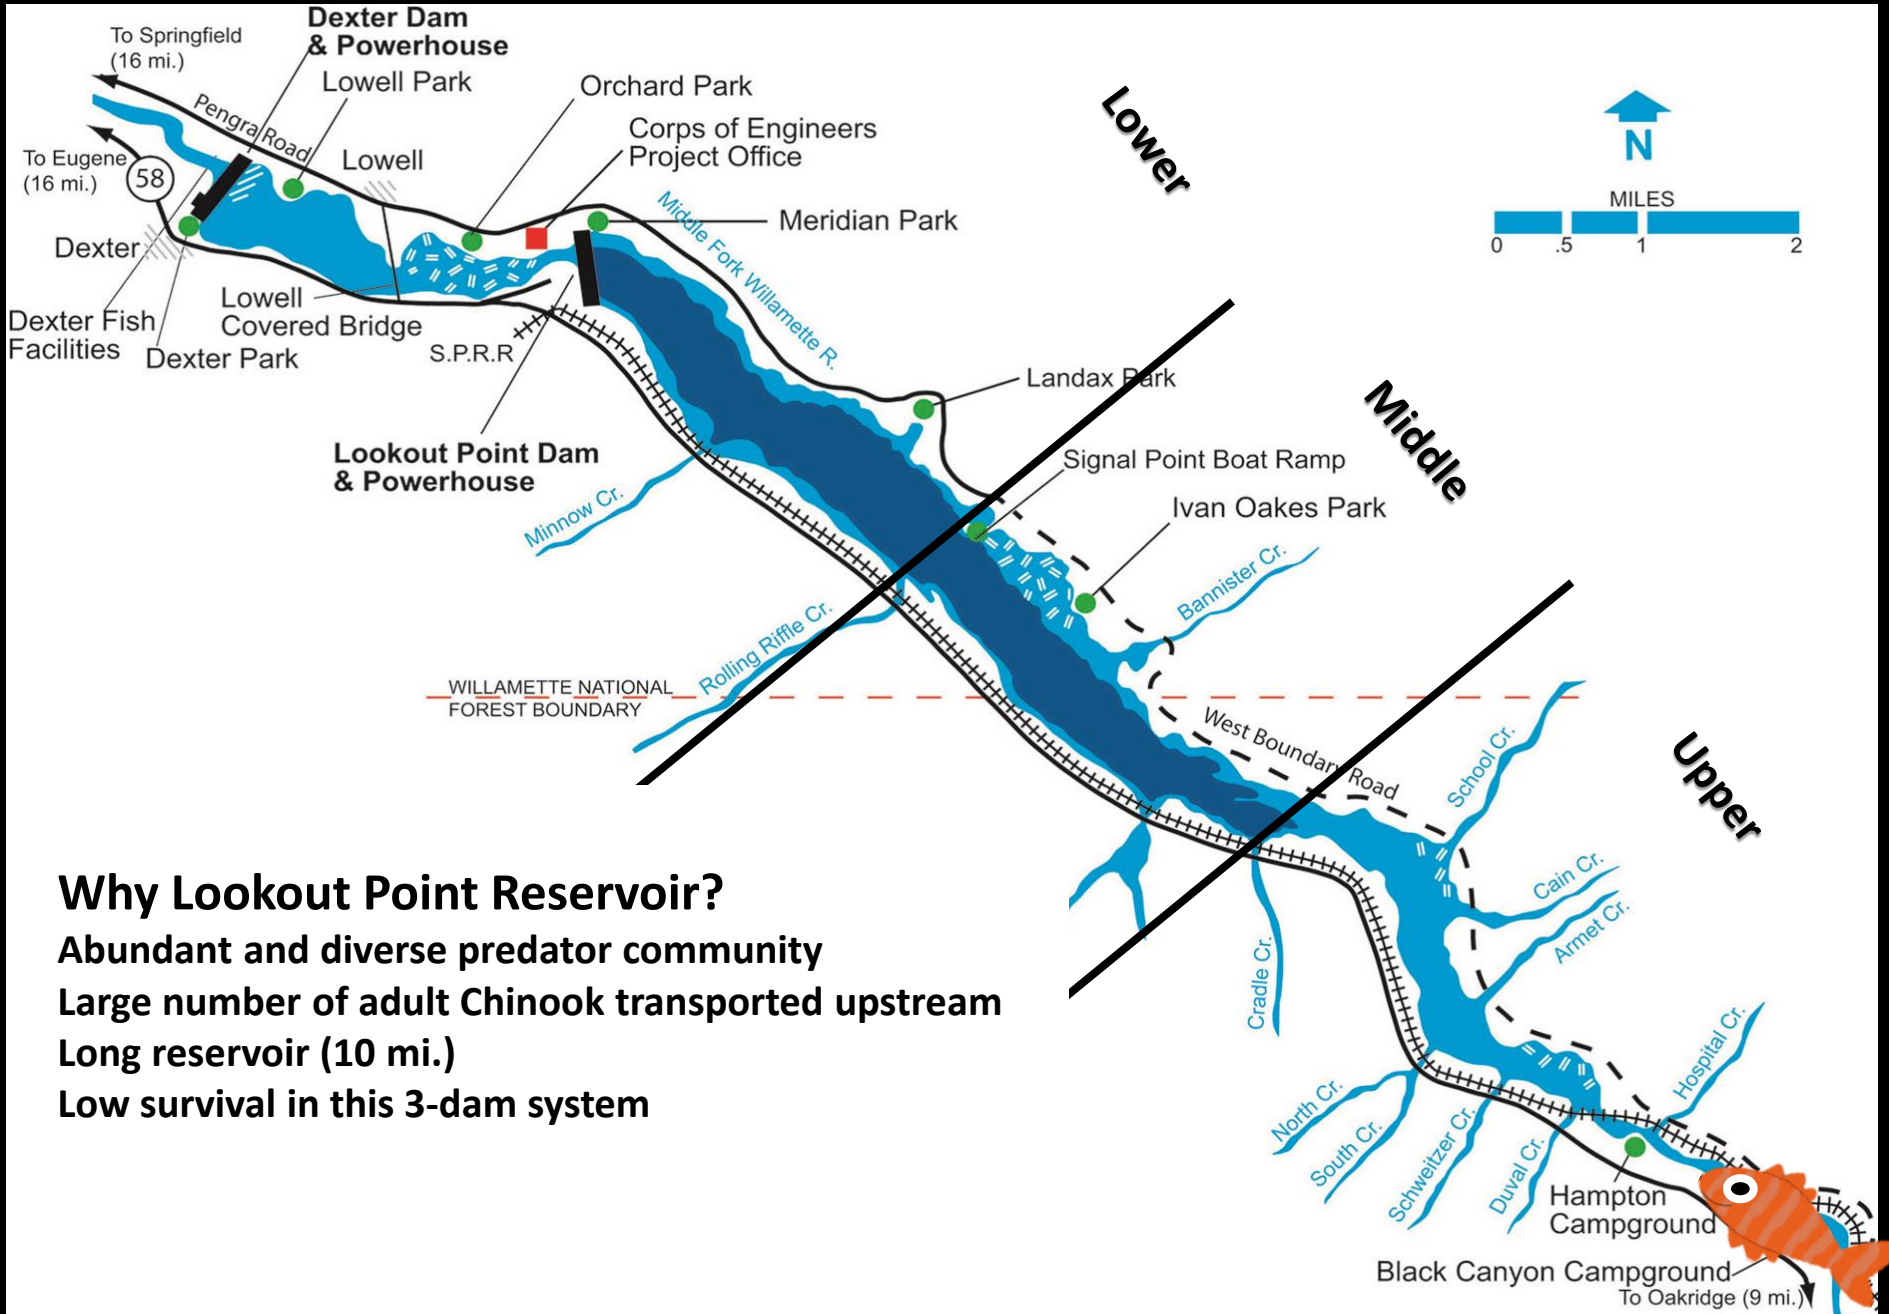 Dexter Dam
& Powerhouse
To Springfield
(16 mi.)
Lowell Park
Orchard Park
Pengra Road
Corps of Engineers
Project Office
Lower
N
To Eugene
(16 mi.)
58
Lowell
MILES
0 .5 1 2
Middle Fork Willamette R.
Meridian Park
Dexter
Lowell
Covered Bridge
Dexter Fish
Facilities
Dexter Park
S.P.R.R
Landax Park
Middle
Lookout Point Dam
& Powerhouse
Signal Point Boat Ramp
Ivan Oakes Park
Minnow Cr.
Bannister Cr.
Rolling Riffle Cr.
WILLAMETTE NATIONAL
FOREST BOUNDARY
West Boundary Road
School Cr.
Upper
Why Lookout Point Reservoir?
Abundant and diverse predator community
Large number of adult Chinook transported upstream
Long reservoir (10 mi.)
Low survival in this 3-dam system
Cain Cr.
Armet Cr.
Cradle Cr.
Hospital Cr.
North Cr.
South Cr.
Schweitzer Cr.
Duval Cr.
Hampton
Campground
Black Canyon Campground
To Oakridge (9 mi.)